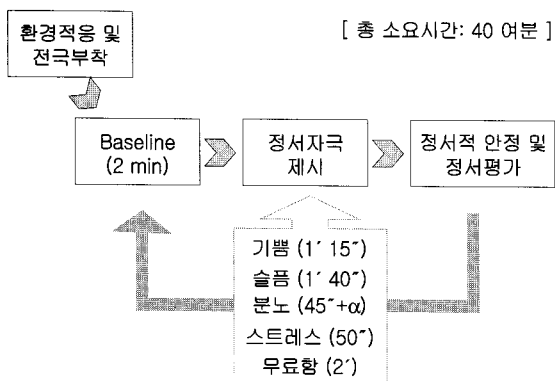 환경적응 및
전극부착
[ 총 소요시간: 40 여분 ]
Baseline
(2 min)
정서자극
제시
정서적 안정 및
정서평가
기쁨 (1´ 15˝)
슬픔 (1´ 40˝)
분노 (45˝+α)
스트레스 (50˝)
무료함 (2´)